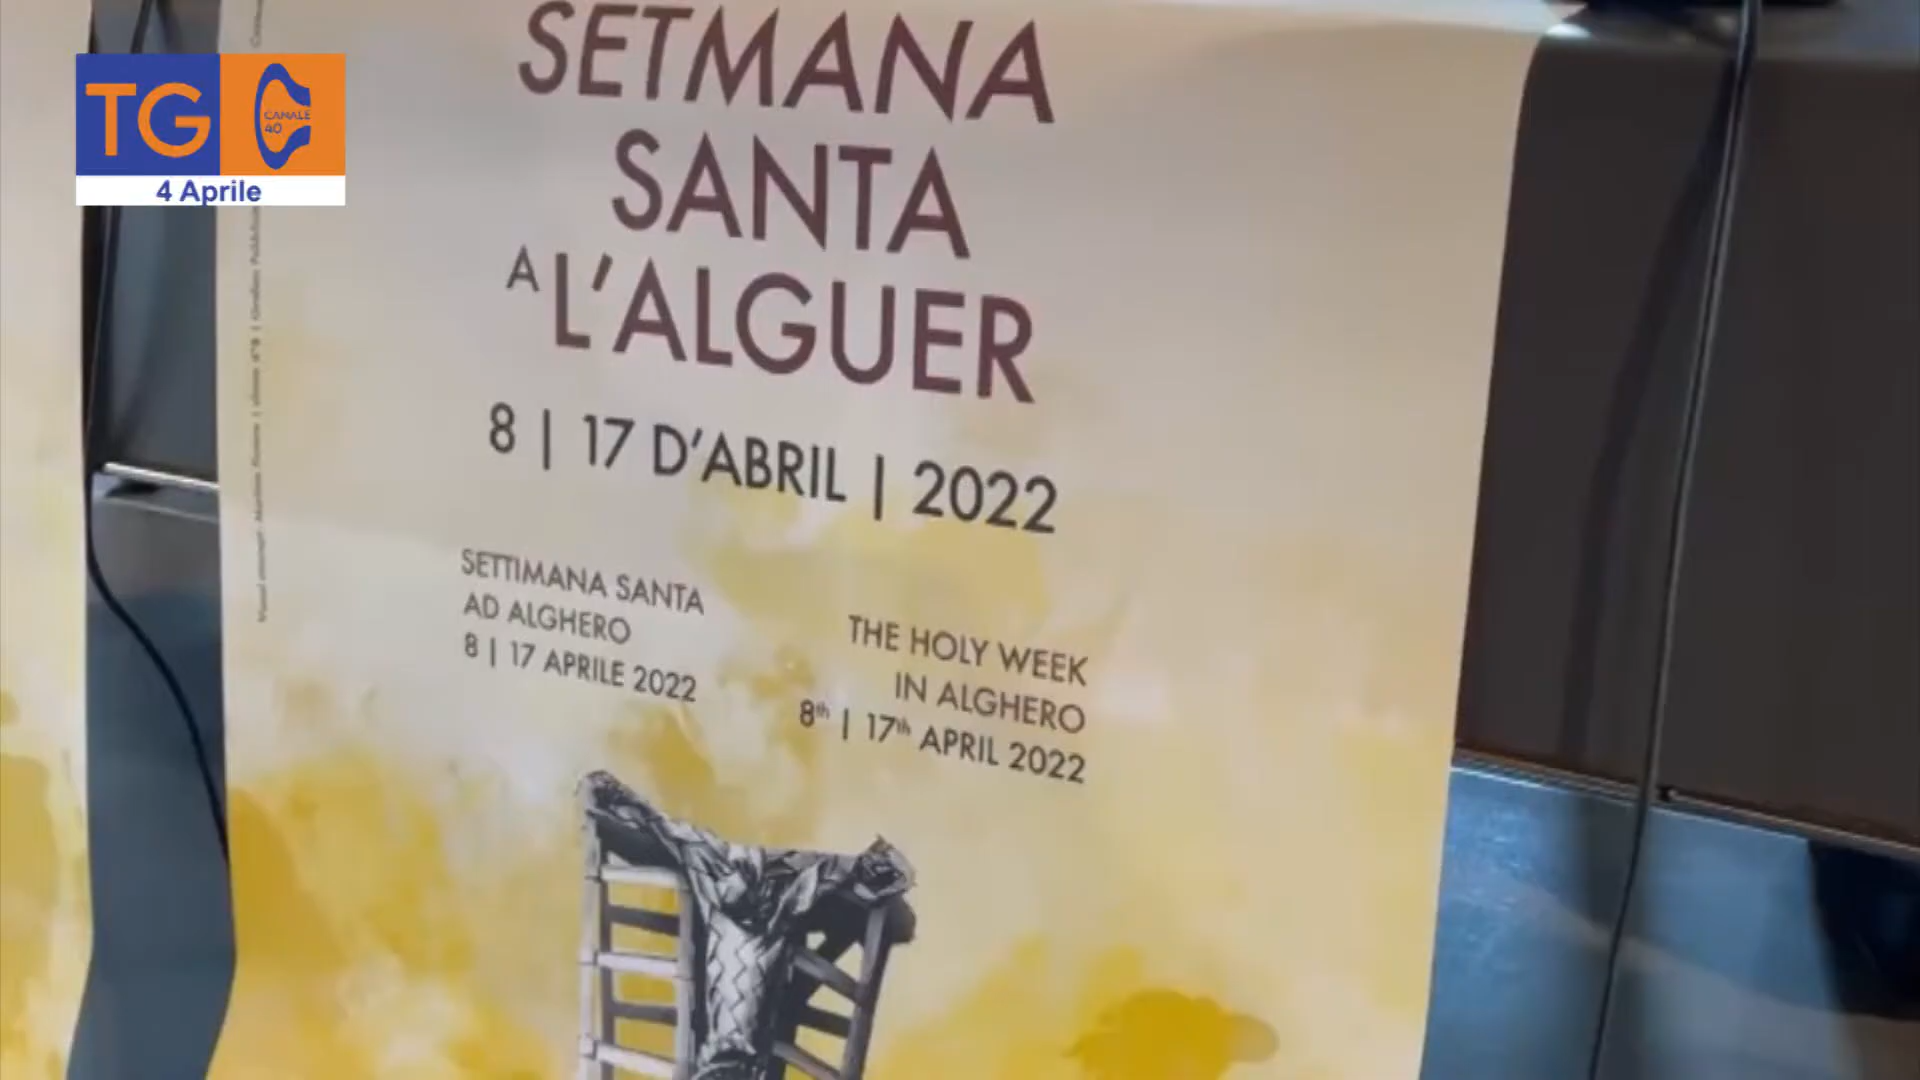 TG
CANALE
40
4 Aprile
SETMANA
SANTA
A L'ALGUER
8 | 17 D'ABRIL | 2022
SETTIMANA SANTA
AD ALGHERO
8 | 17 APRILE 2022
THE HOLY WEEK
IN ALGHERO
8th | 17th APRIL 2022